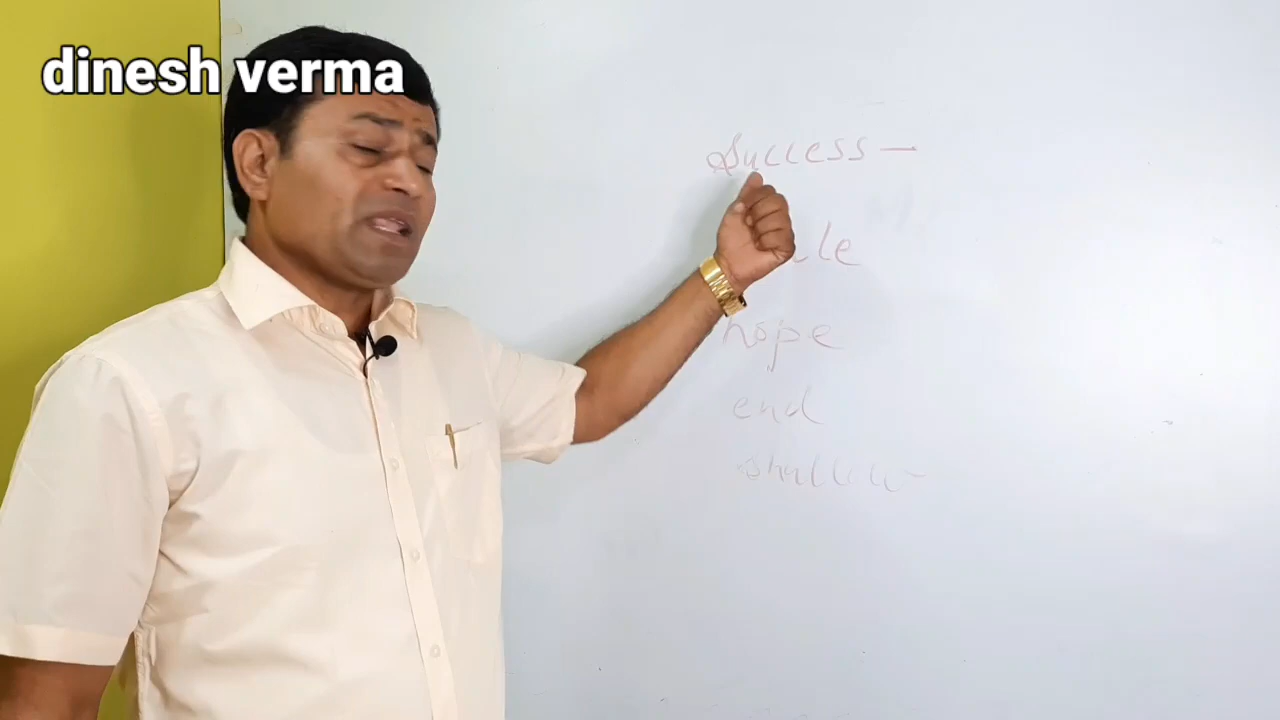 dinesh verma
Success -
hope
end